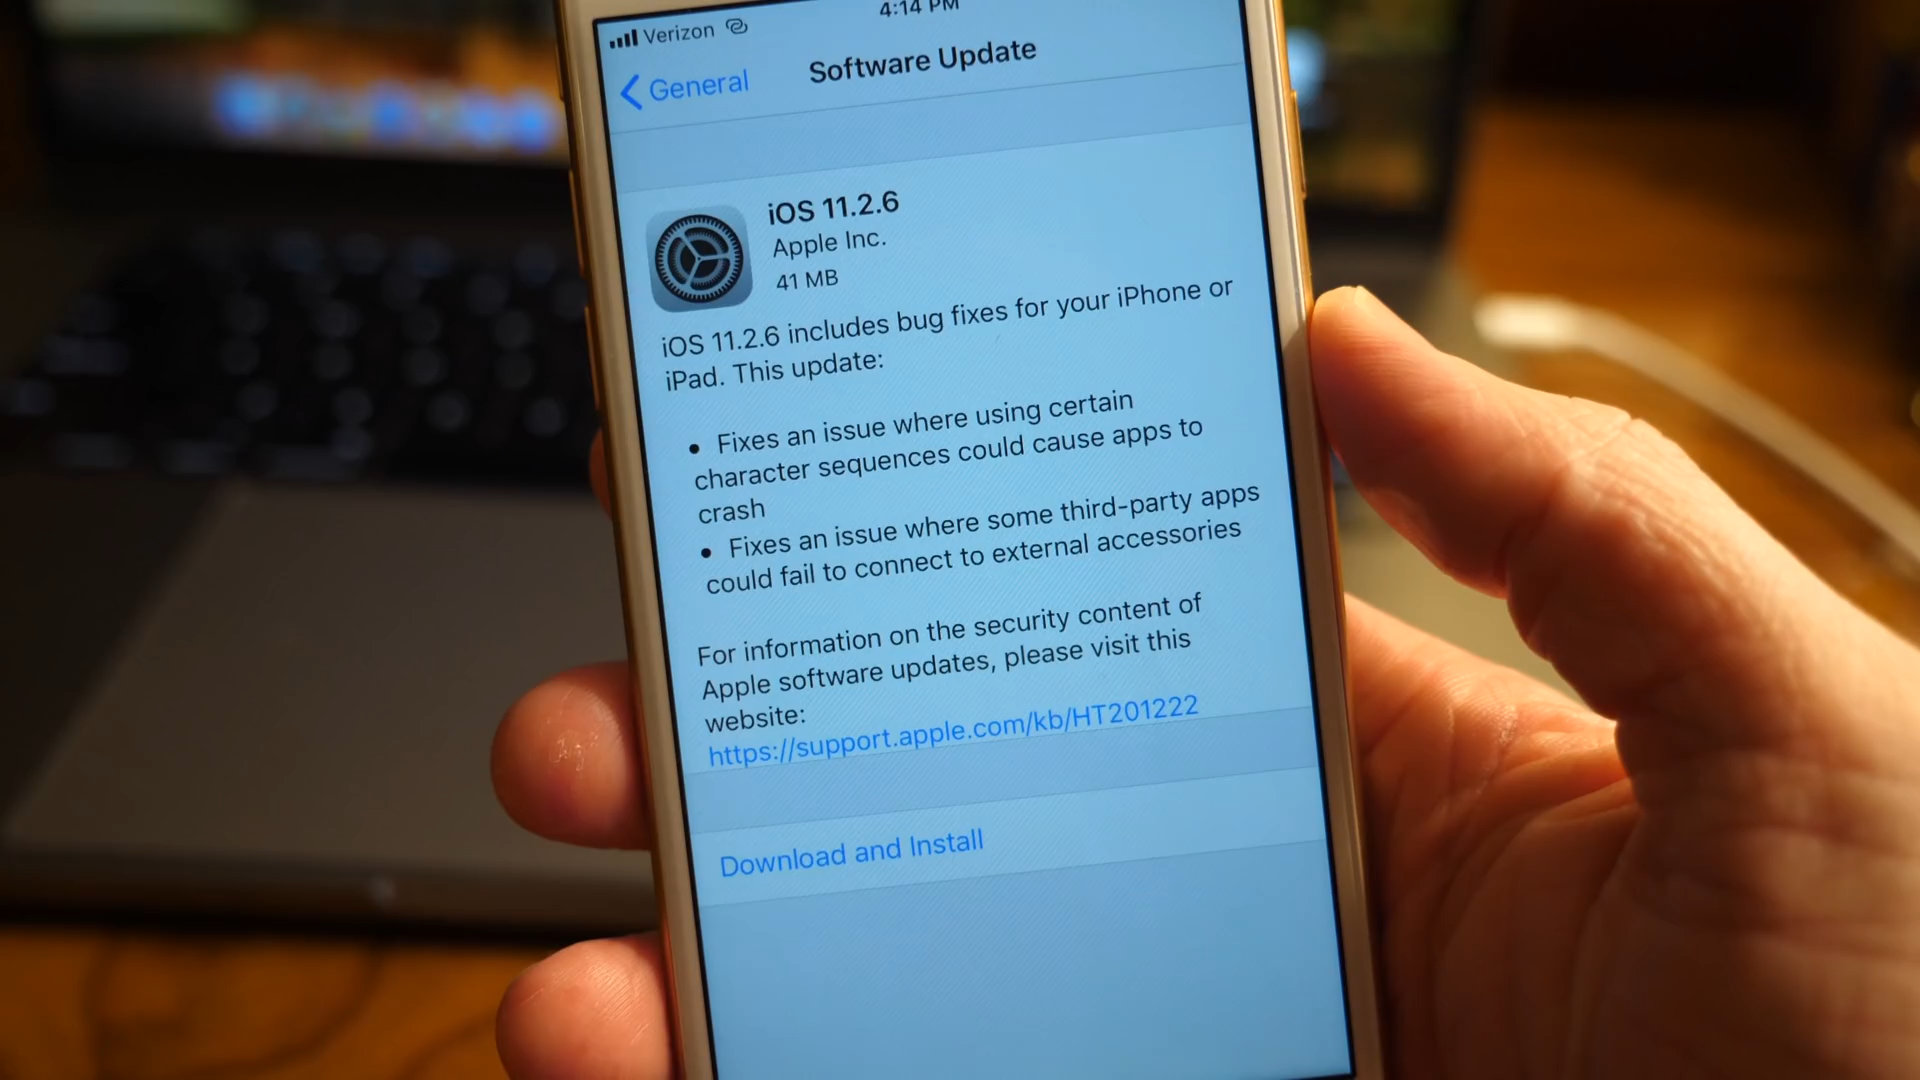 Verizon
4:14 PM
General
Software Update
iOS 11.2.6
Apple Inc.
41 MB
iOS 11.2.6 includes bug fixes for your iPhone or
iPad. This update:
• Fixes an issue where using certain
character sequences could cause apps to
crash
• Fixes an issue where some third-party apps
could fail to connect to external accessories
For information on the security content of
Apple software updates, please visit this
website:
https://support.apple.com/kb/HT201222
Download and Install